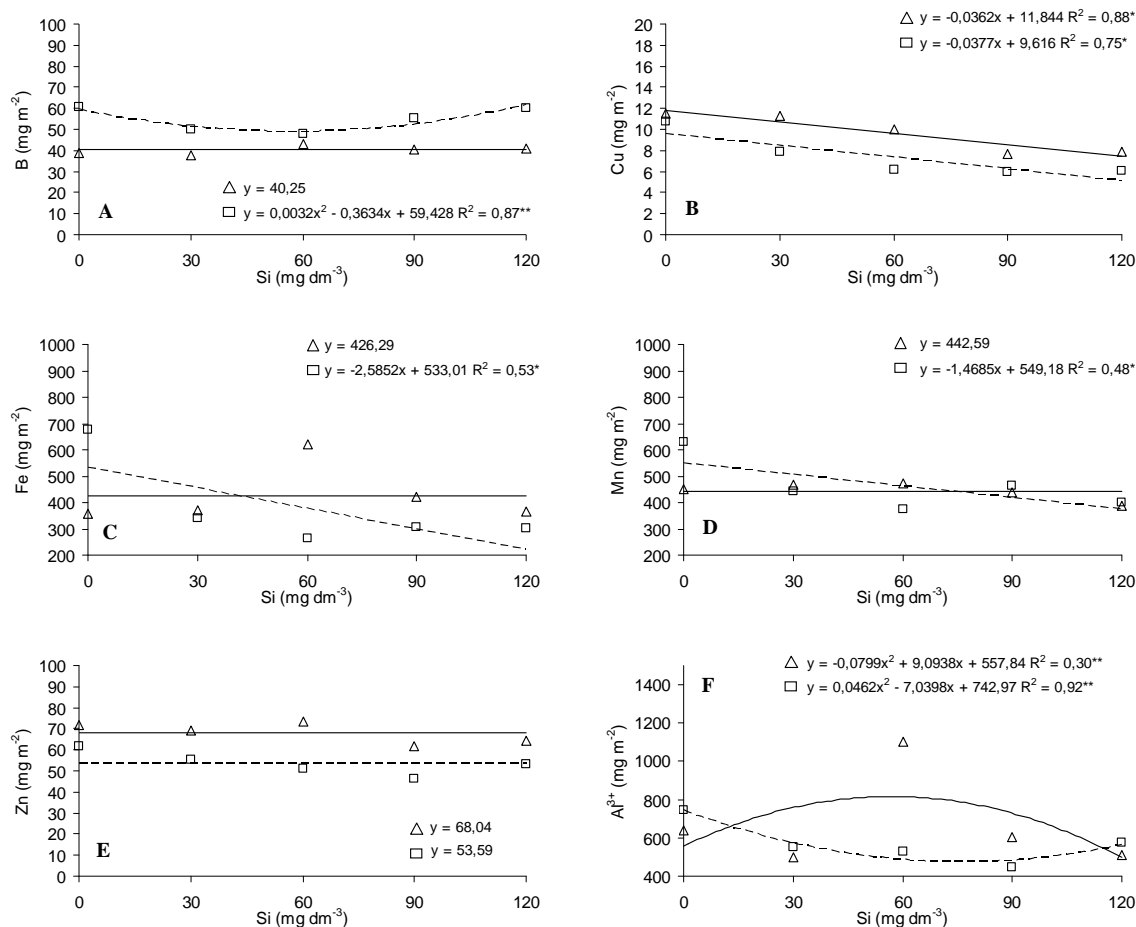 100
90
80
70
60
50
40
30
20
10
0
B (mg m⁻²)
y = 40,25
y = 0,0032x² - 0,3634x + 59,428 R² = 0,87**
A
0 30 60 90 120
Si (mg dm⁻³)
y = -0,0362x + 11,844 R² = 0,88*
y = -0,0377x + 9,616 R² = 0,75*
20
18
16
14
12
10
8
6
4
2
0
Cu (mg m⁻²)
B
0 30 60 90 120
Si (mg dm⁻³)
y = 426,29
y = -2,5852x + 533,01 R² = 0,53*
1000
900
800
700
600
500
400
300
200
Fe (mg m⁻²)
C
0 30 60 90 120
Si (mg dm⁻³)
y = 442,59
y = -1,4685x + 549,18 R² = 0,48*
1000
900
800
700
600
500
400
300
200
Mn (mg m⁻²)
D
0 30 60 90 120
Si (mg dm⁻³)
100
90
80
70
60
50
40
30
20
10
0
Zn (mg m⁻²)
y = 68,04
y = 53,59
E
0 30 60 90 120
Si (mg dm⁻³)
y = -0,0799x² + 9,0938x + 557,84 R² = 0,30**
y = 0,0462x² - 7,0398x + 742,97 R² = 0,92**
F
1400
1200
1000
800
600
400
Al³⁺ (mg m⁻²)
0 30 60 90 120
Si (mg dm⁻³)